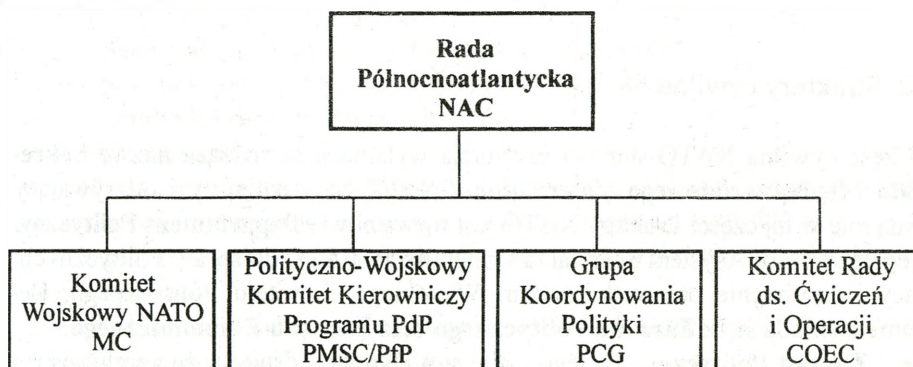 Rada
Północnoatlantycka
NAC
Komitet
Wojskowy NATO
MC
Polityczno-Wojskowy
Komitet Kierowniczy
Programu PdP
PMSC/PfP
Grupa
Koordynowania
Polityki
PCG
Komitet Rady
ds. Ćwiczeń
i Operacji
COEC